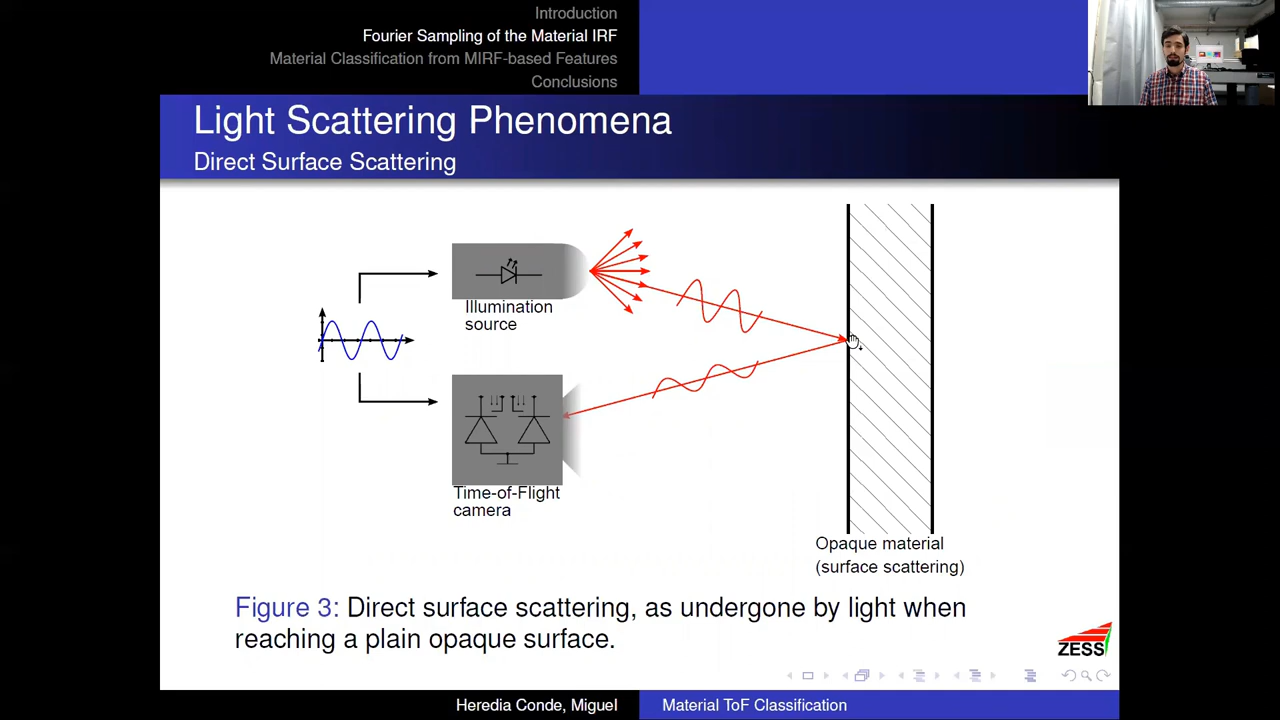 Introduction
Fourier Sampling of the Material IRF
Material Classification from MIRF-based Features
Conclusions
Light Scattering Phenomena
Direct Surface Scattering
Illumination
source
Time-of-Flight
camera
Opaque material
(surface scattering)
Figure 3: Direct surface scattering, as undergone by light when
reaching a plain opaque surface.
ZESS
Heredia Conde, Miguel
Material ToF Classification